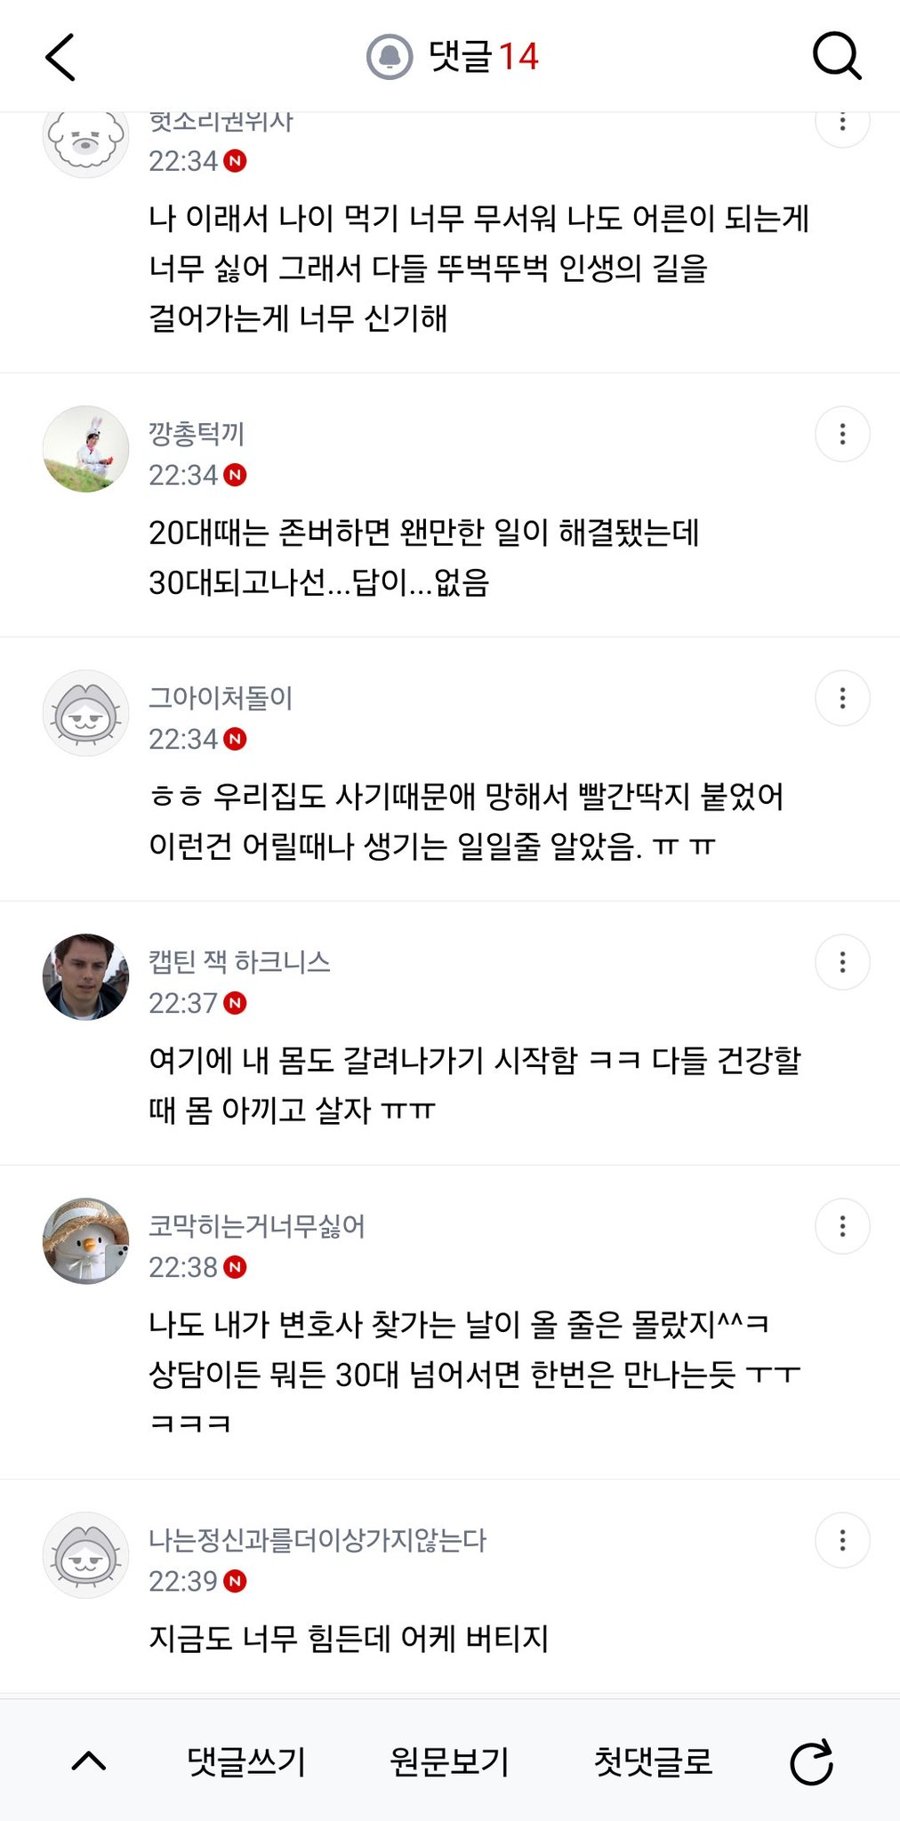 댓글 14
헛소리권위자
22:34 N
나 이래서 나이 먹기 너무 무서워 나도 어른이 되는게
너무 싫어 그래서 다들 뚜벅뚜벅 인생의 길을
걸어가는게 너무 신기해
깡총턱끼
22:34 N
20대때는 존버하면 왠만한 일이 해결됐는데
30대되고나선...답이...없음
그아이처돌이
22:34 N
ㅎㅎ 우리집도 사기때문애 망해서 빨간딱지 붙었어
이런건 어릴때나 생기는 일일줄 알았음. ㅠ ㅠ
캡틴 잭 하크니스
22:37 N
여기에 내 몸도 갈려나가기 시작함 ㅋㅋ 다들 건강할
때 몸 아끼고 살자 ㅠㅠ
코막히는거너무싫어
22:38 N
나도 내가 변호사 찾가는 날이 올 줄은 몰랐지^^ㅋ
상담이든 뭐든 30대 넘어서면 한번은 만나는듯 ㅜㅜ
ㅋㅋㅋ
나는정신과를더이상가지않는다
22:39 N
지금도 너무 힘든데 어케 버티지
댓글쓰기 원문보기 첫댓글로